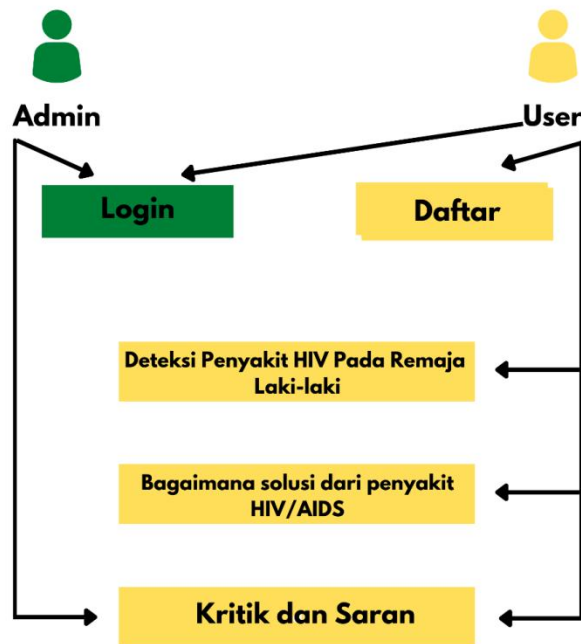 Admin
User
Login
Daftar
Deteksi Penyakit HIV Pada Remaja
Laki-laki
Bagaimana solusi dari penyakit
HIV/AIDS
Kritik dan Saran